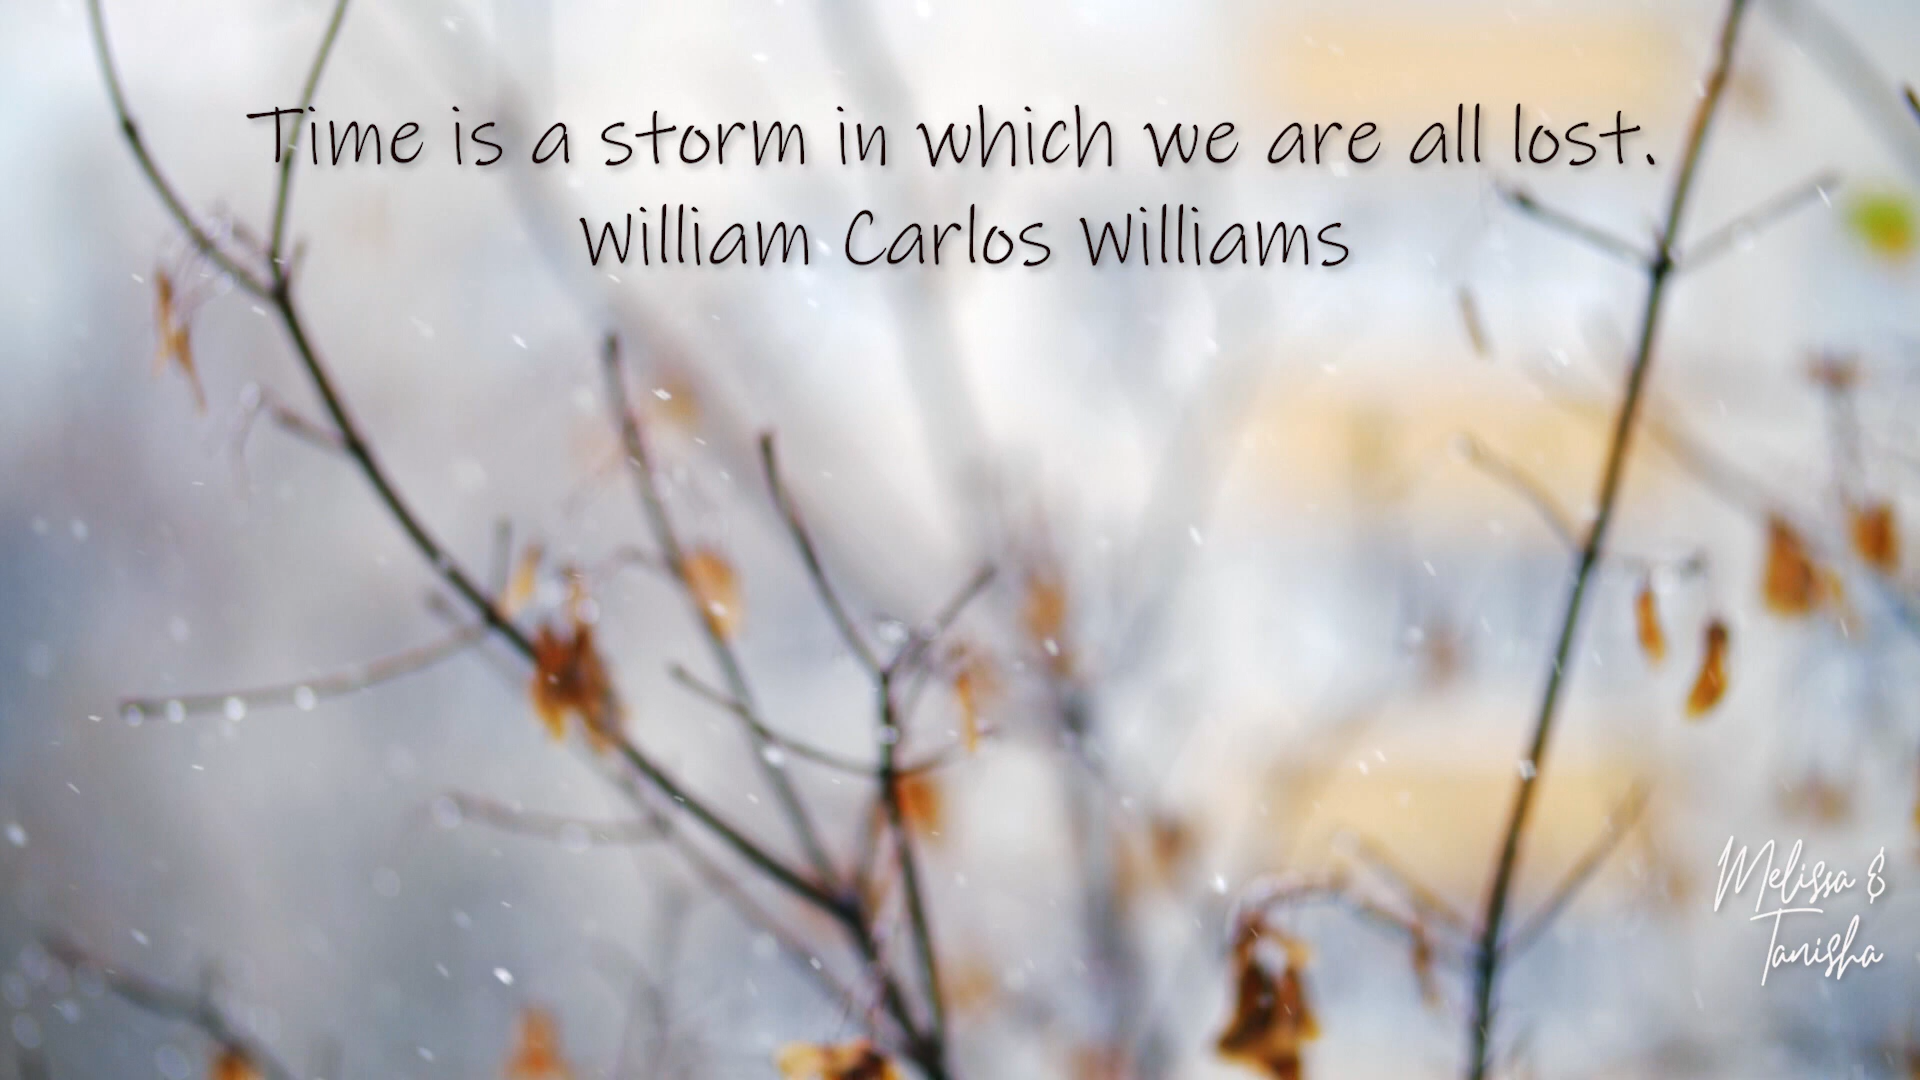 Time is a storm in which we are all lost.
William Carlos Williams
Melissa &
Tanisha